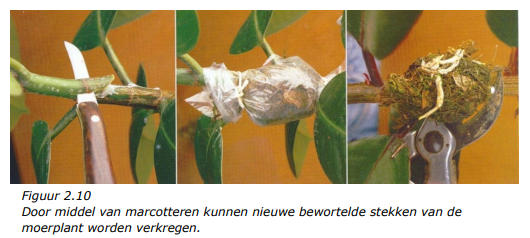 Figuur 2.10
Door middel van marcotteren kunnen nieuwe bewortelde stekken van de
moerplant worden verkregen.